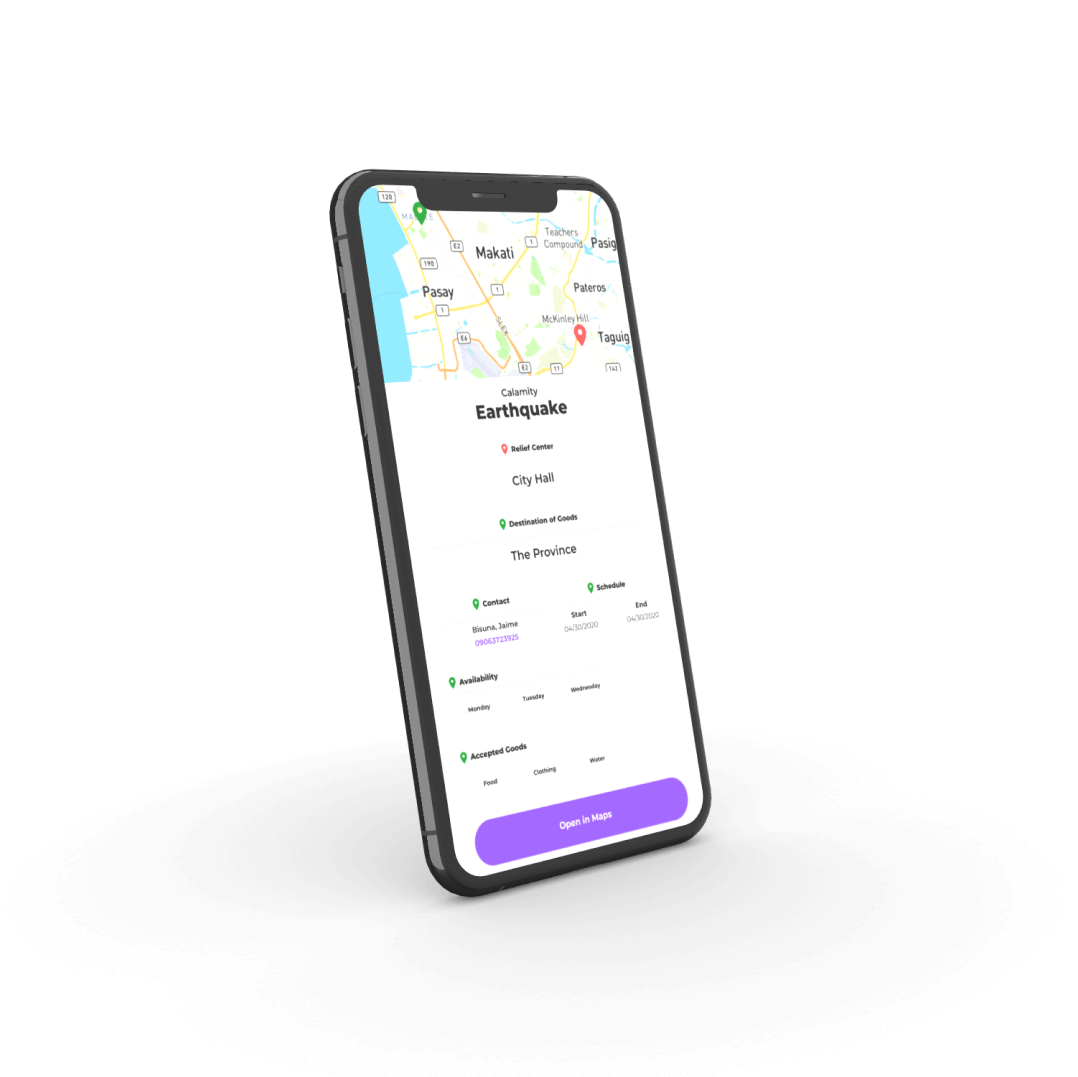 120
MA E
E2
Makati
1
Teachers
Compound
Pasig
190
Pasay
1
Pateros
1
SLEX
McKinley Hill
E6
Taguig
E2
11
142
Calamity
Earthquake
Relief Center
City Hall
Destination of Goods
The Province
Contact
Schedule
Start
End
Bisuna, Jaime
04/30/2020
04/30/2020
09063723925
Availability
Monday
Tuesday
Wednesday
Accepted Goods
Food
Clothing
Water
Open in Maps